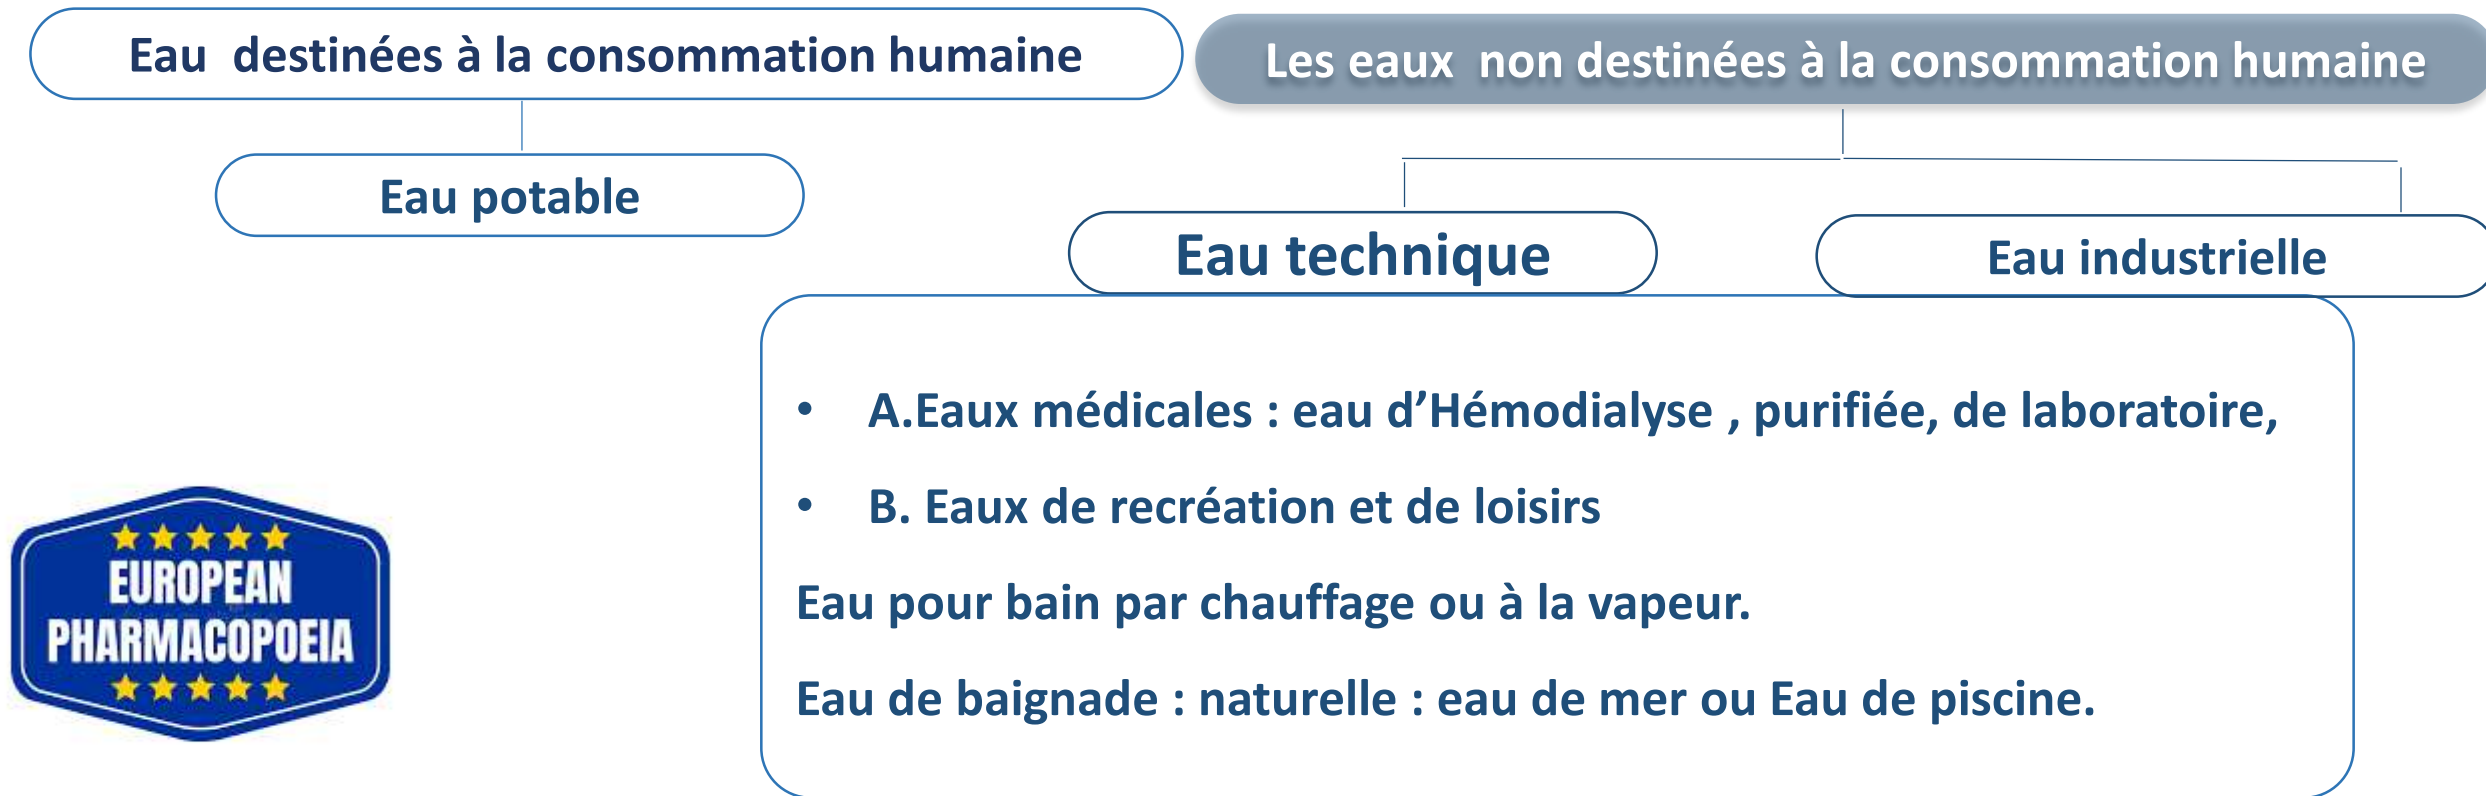 Eau destinées à la consommation humaine
Les eaux non destinées à la consommation humaine
Eau potable
Eau technique
Eau industrielle
• A.Eaux médicales : eau d’Hémodialyse , purifiée, de laboratoire,
• B. Eaux de recréation et de loisirs
Eau pour bain par chauffage ou à la vapeur.
Eau de baignade : naturelle : eau de mer ou Eau de piscine.
EUROPEAN
PHARMACOPOEIA